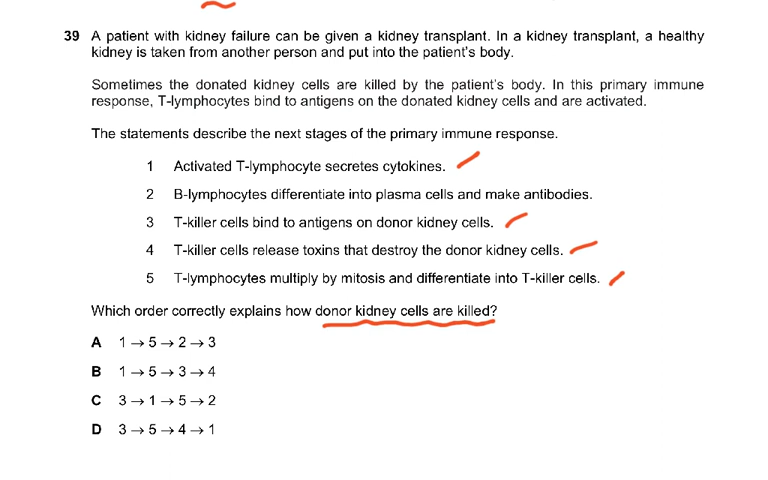 39 A patient with kidney failure can be given a kidney transplant. In a kidney transplant, a healthy
kidney is taken from another person and put into the patient's body.
Sometimes the donated kidney cells are killed by the patient's body. In this primary immune
response, T-lymphocytes bind to antigens on the donated kidney cells and are activated.
The statements describe the next stages of the primary immune response.
1 Activated T-lymphocyte secretes cytokines.
2 B-lymphocytes differentiate into plasma cells and make antibodies.
3 T-killer cells bind to antigens on donor kidney cells.
4 T-killer cells release toxins that destroy the donor kidney cells.
5 T-lymphocytes multiply by mitosis and differentiate into T-killer cells.
Which order correctly explains how donor kidney cells are killed?
A 1 → 5 → 2 → 3
B 1 → 5 → 3 → 4
C 3 → 1 → 5 → 2
D 3 → 5 → 4 → 1